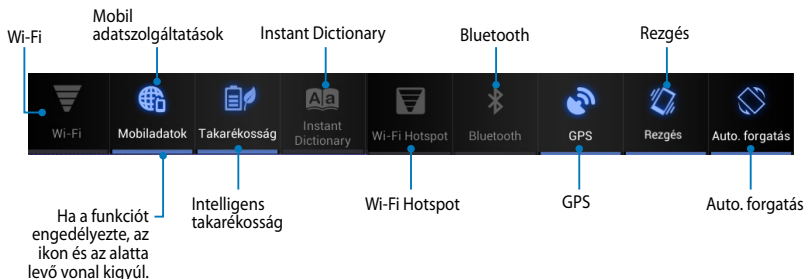 Mobil
adatszolgáltatások
Wi-Fi
Instant Dictionary
Bluetooth
Rezgés
Aa
Wi-Fi
Mobiladatok
Takarékosság
Instant
Dictionary
Wi-Fi Hotspot
Bluetooth
GPS
Rezgés
Auto. forgatás
Ha a funkciót
engedélyezte, az
ikon és az alatta
levő vonal kigyúl.
Intelligens
takarékosság
Wi-Fi Hotspot
GPS
Auto. forgatás